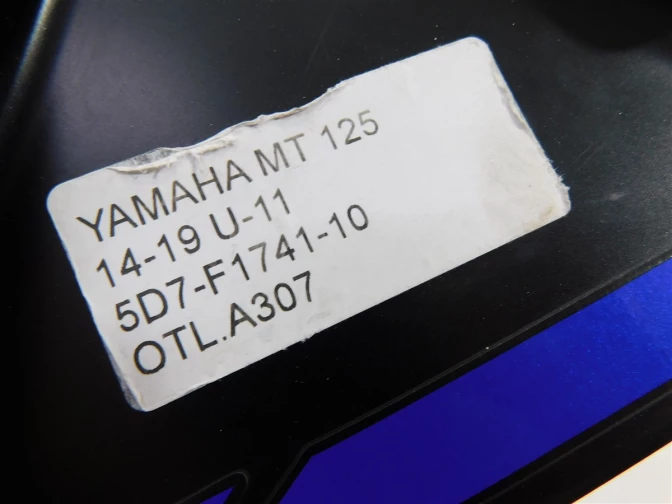 YAMAHA MT 125
14-19 U-11
5D7-F1741-10
OTL.A307